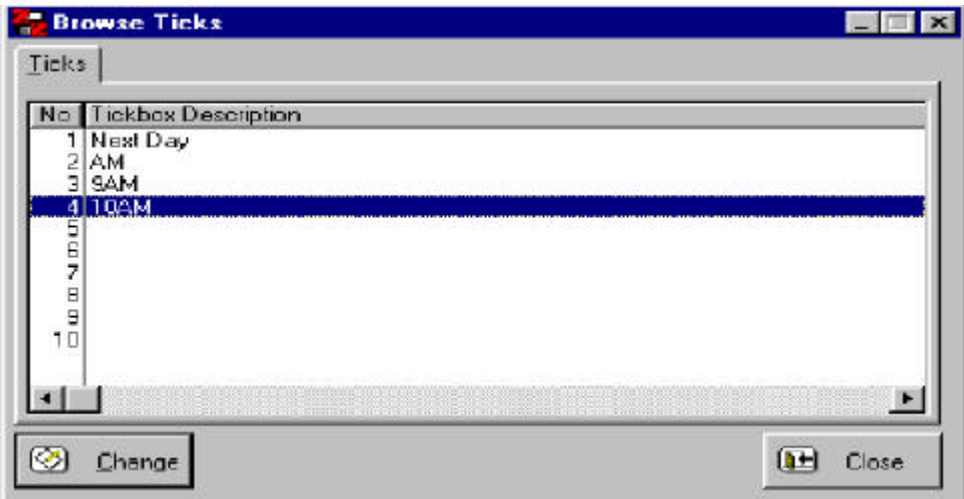 Browse Ticks
Ticks
No Tickbox Description
1 Next Day
2 AM
3 9AM
4 10AM
5
6
7
8
9
10
Change Close